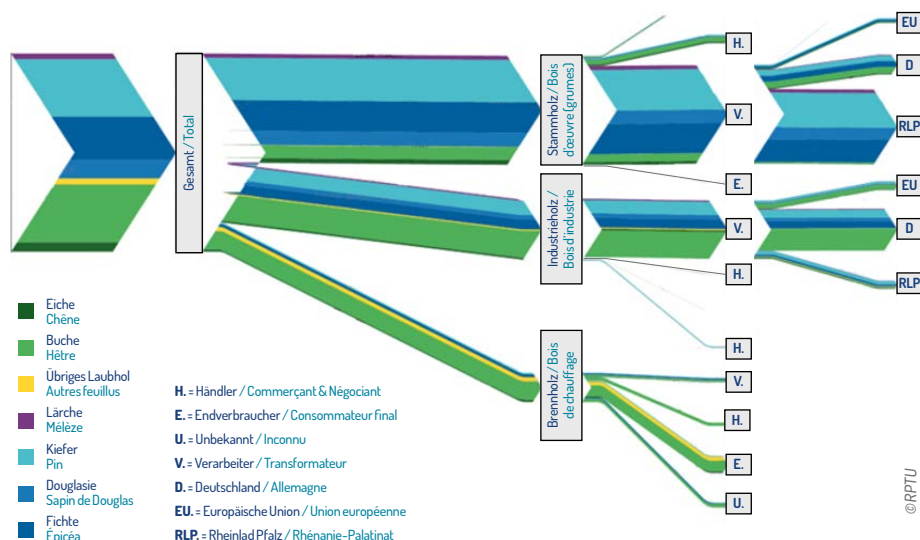 Gesamt / Total
Stammholz / Bois
d'œuvre (grumes)
Industrieholz /
Bois d'industrie
Brennholz / Bois
de chauffage
H.
V.
E.
V.
H.
H.
V.
H.
E.
U.
EU
D
RLP
EU
D
RLP
Eiche
Chêne
Buche
Hêtre
Übriges Laubhol
Autres feuillus
Lärche
Mélèze
Kiefer
Pin
Douglasie
Sapin de Douglas
Fichte
Épicéa
H. = Händler / Commerçant & Négociant
E. = Endverbraucher / Consommateur final
U. = Unbekannt / Inconnu
V. = Verarbeiter / Transformateur
D. = Deutschland / Allemagne
EU. = Europäische Union / Union européenne
RLP. = Rheinlad Pfalz / Rhénanie-Palatinat
©RPTU